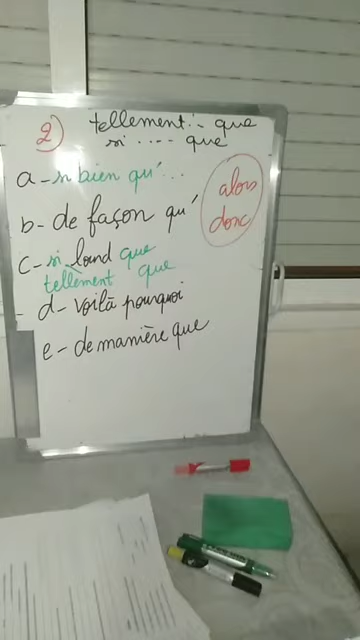 2) tellement... que
si .... que
a - si bien qu'...
b - de façon qu'
alors
donc
c - si lourd que
tellement que
d - voilà pourquoi
e - de manière que